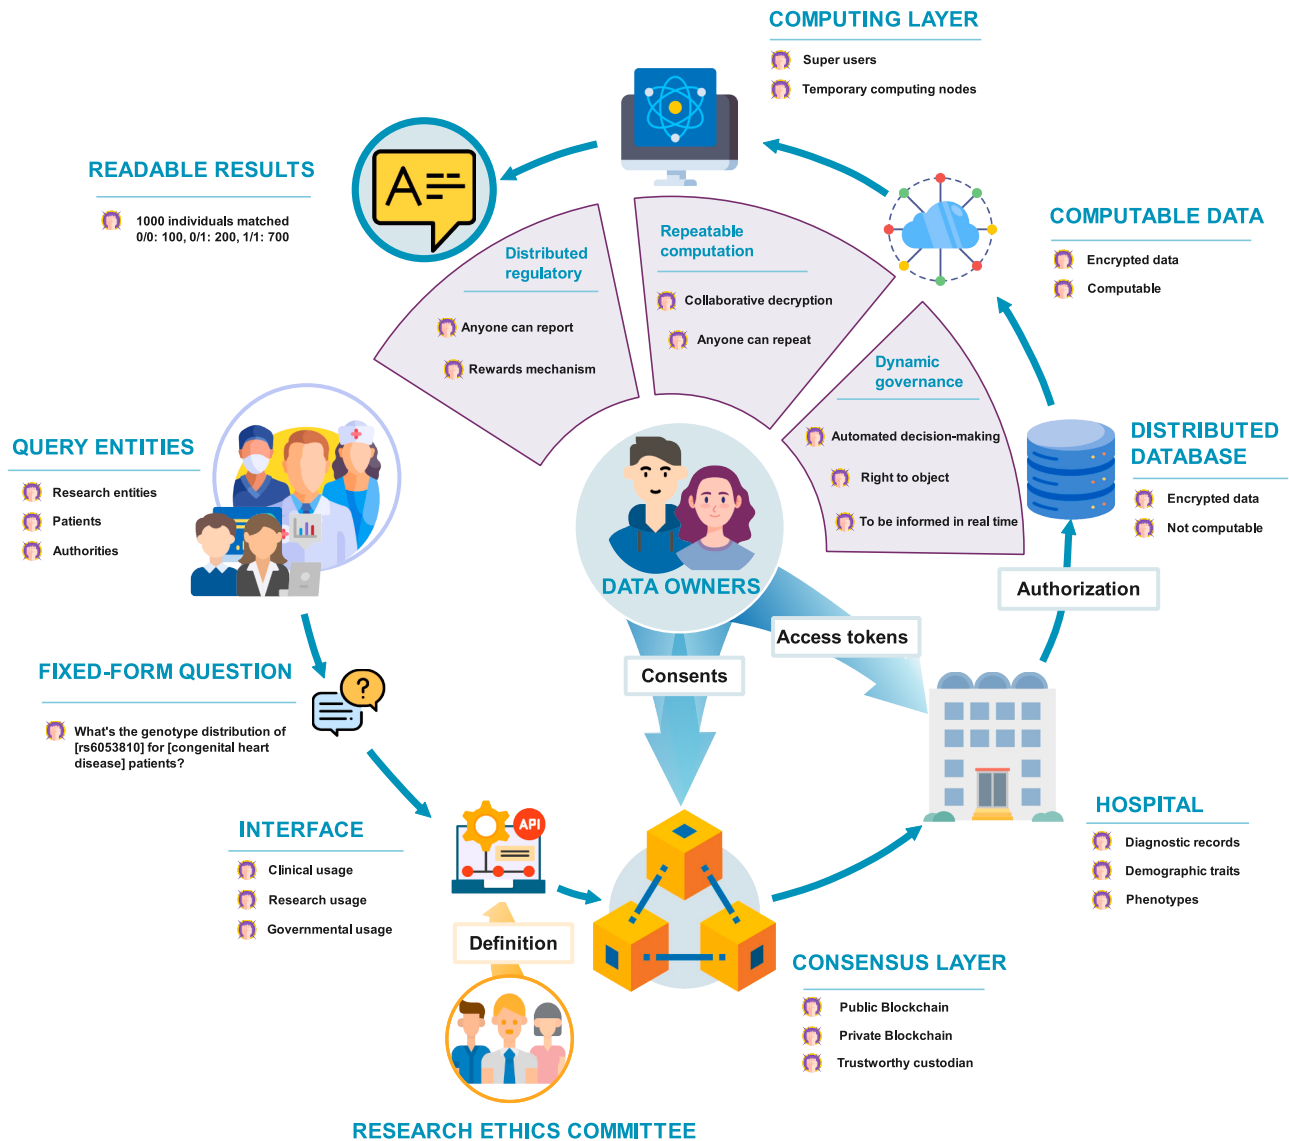 COMPUTING LAYER
Super users
Temporary computing nodes
READABLE RESULTS
1000 individuals matched
0/0: 100, 0/1: 200, 1/1: 700
A
COMPUTABLE DATA
Encrypted data
Computable
Distributed
regulatory
Anyone can report
Rewards mechanism
Repeatable
computation
Collaborative decryption
Anyone can repeat
Dynamic
governance
Automated decision-making
Right to object
To be informed in real time
QUERY ENTITIES
Research entities
Patients
Authorities
DISTRIBUTED
DATABASE
Encrypted data
Not computable
DATA OWNERS
Authorization
Access tokens
Consents
FIXED-FORM QUESTION
?
What's the genotype distribution of
[rs6053810] for [congenital heart
disease] patients?
INTERFACE
Clinical usage
Research usage
Governmental usage
API
HOSPITAL
Diagnostic records
Demographic traits
Phenotypes
Definition
CONSENSUS LAYER
Public Blockchain
Private Blockchain
Trustworthy custodian
RESEARCH ETHICS COMMITTEE